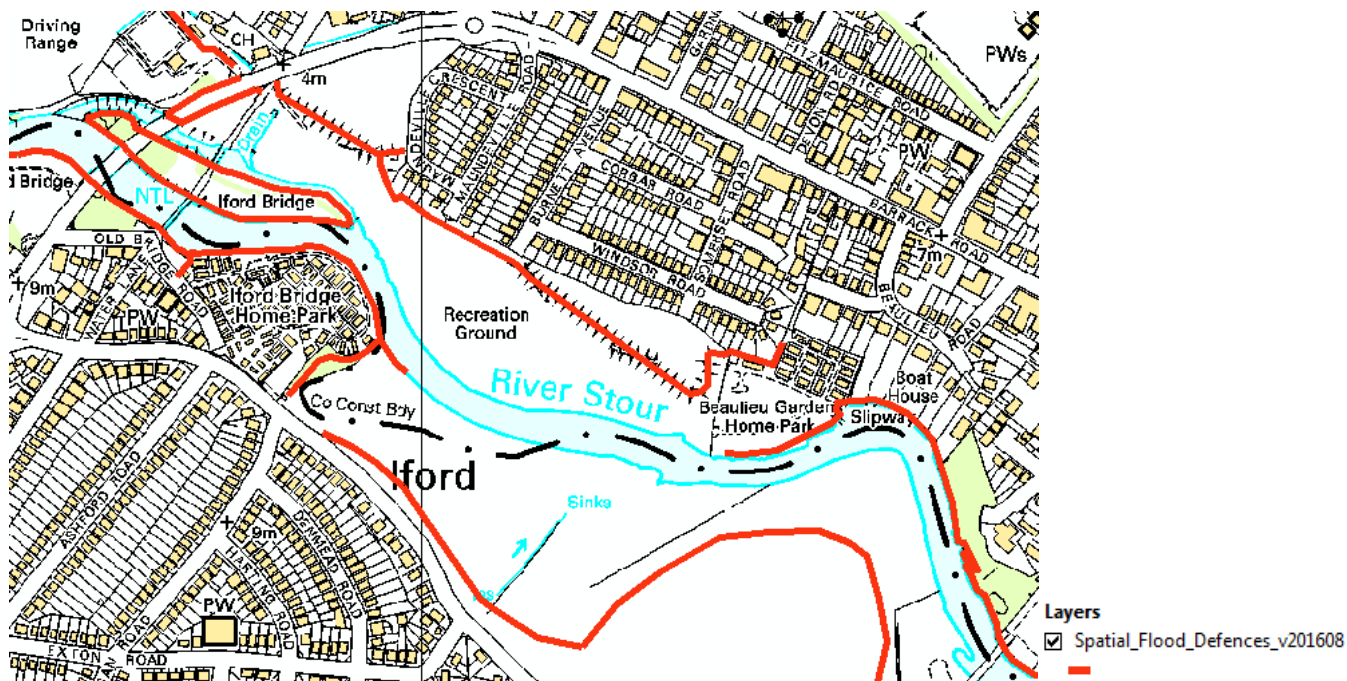 Driving
Range
CH
4m
PWs
GARDN
FITZMAURICE ROAD
CRESCENT
ROAD
DEVON RD
PW
drain
AVENUE
MAUNDEVILLE
BURNETT
CORBAR ROAD
ROAD
BARRACK ROAD
d Bridge
NTL
Iford Bridge
SOMERSET
7m
OLD BRIDGE ROAD
WINDSOR ROAD
9m
WATER
Iford Bridge
Home Park
PW
Recreation
Ground
BEAULIEU
ROAD
River Stour
Boat
House
Co Const Bdy
Beaulieu Garden
Home Park
Slipway
Iford
ASHFORD ROAD
Sinks
9m
DENMEAD ROAD
HARTING ROAD
PW
EXTON ROAD
Layers
Spatial_Flood_Defences_v201608